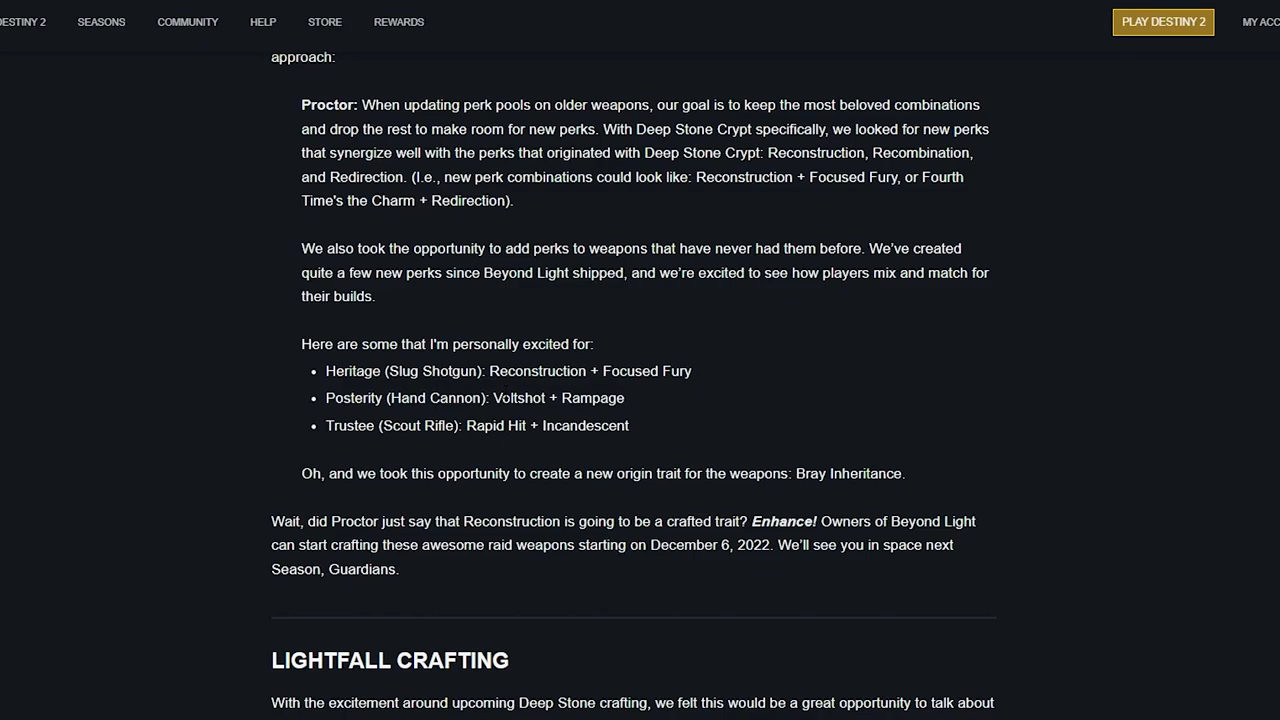 DESTINY 2 SEASONS COMMUNITY HELP STORE REWARDS PLAY DESTINY 2 MY ACC
approach:
Proctor: When updating perk pools on older weapons, our goal is to keep the most beloved combinations
and drop the rest to make room for new perks. With Deep Stone Crypt specifically, we looked for new perks
that synergize well with the perks that originated with Deep Stone Crypt: Reconstruction, Recombination,
and Redirection. (I.e., new perk combinations could look like: Reconstruction + Focused Fury, or Fourth
Time's the Charm + Redirection).
We also took the opportunity to add perks to weapons that have never had them before. We've created
quite a few new perks since Beyond Light shipped, and we're excited to see how players mix and match for
their builds.
Here are some that I'm personally excited for:
• Heritage (Slug Shotgun): Reconstruction + Focused Fury
• Posterity (Hand Cannon): Voltshot + Rampage
• Trustee (Scout Rifle): Rapid Hit + Incandescent
Oh, and we took this opportunity to create a new origin trait for the weapons: Bray Inheritance.
Wait, did Proctor just say that Reconstruction is going to be a crafted trait? Enhance! Owners of Beyond Light
can start crafting these awesome raid weapons starting on December 6, 2022. We'll see you in space next
Season, Guardians.
LIGHTFALL CRAFTING
With the excitement around upcoming Deep Stone crafting, we felt this would be a great opportunity to talk about